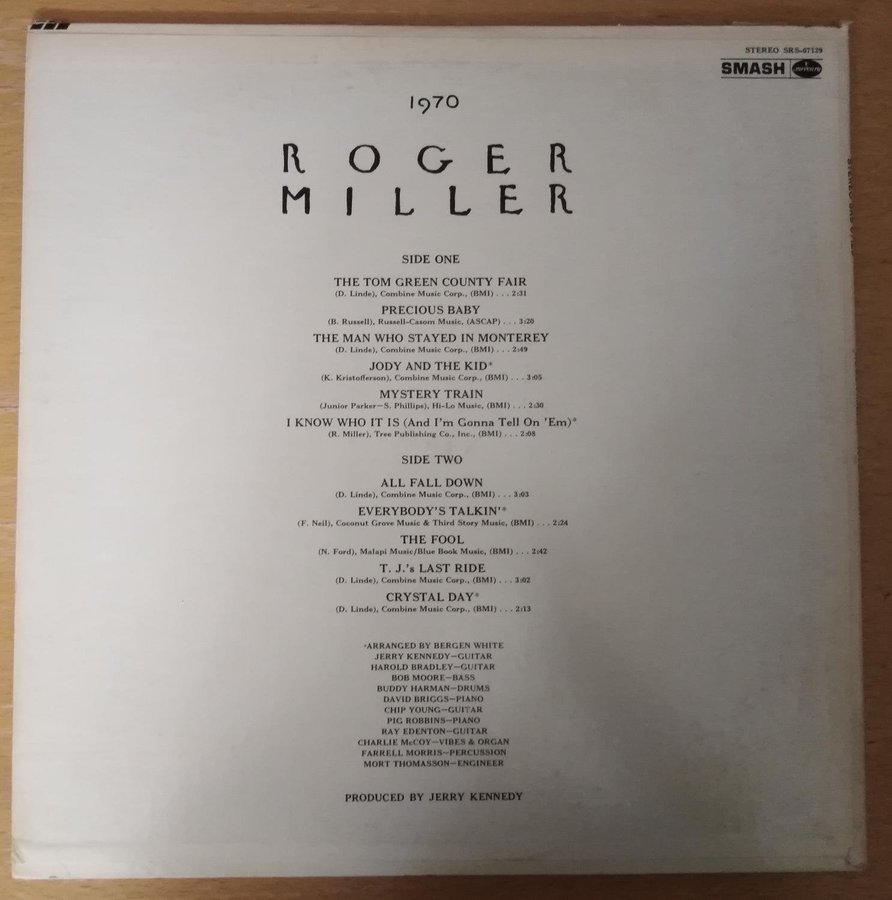 STEREO SRS-67129
SMASH
1970
ROGER
MILLER
SIDE ONE
THE TOM GREEN COUNTY FAIR
(D. Linde), Combine Music Corp., (BMI) . . . 2:31
PRECIOUS BABY
(B. Russell), Russell-Casom Music, (ASCAP) . . . 3:20
THE MAN WHO STAYED IN MONTEREY
(D. Linde), Combine Music Corp., (BMI) . . . 2:49
JODY AND THE KID*
(K. Kristofferson), Combine Music Corp., (BMI) . . . 3:05
MYSTERY TRAIN
(Junior Parker—S. Phillips), Hi-Lo Music, (BMI) . . . 2:30
I KNOW WHO IT IS (And I'm Gonna Tell On 'Em)*
(R. Miller), Tree Publishing Co., Inc., (BMI) . . . 2:08
SIDE TWO
ALL FALL DOWN
(D. Linde), Combine Music Corp., (BMI) . . . 3:03
EVERYBODY'S TALKIN'*
(F. Neil), Coconut Grove Music & Third Story Music, (BMI) . . . 2:24
THE FOOL
(N. Ford), Malapi Music/Blue Book Music, (BMI) . . . 2:42
T. J.'s LAST RIDE
(D. Linde), Combine Music Corp., (BMI) . . . 3:02
CRYSTAL DAY*
(D. Linde), Combine Music Corp., (BMI) . . . 2:13
*ARRANGED BY BERGEN WHITE
JERRY KENNEDY—GUITAR
HAROLD BRADLEY—GUITAR
BOB MOORE—BASS
BUDDY HARMAN—DRUMS
DAVID BRIGGS—PIANO
CHIP YOUNG—GUITAR
PIG ROBBINS—PIANO
RAY EDENTON—GUITAR
CHARLIE McCOY—VIBES & ORGAN
FARRELL MORRIS—PERCUSSION
MORT THOMASSON—ENGINEER
PRODUCED BY JERRY KENNEDY